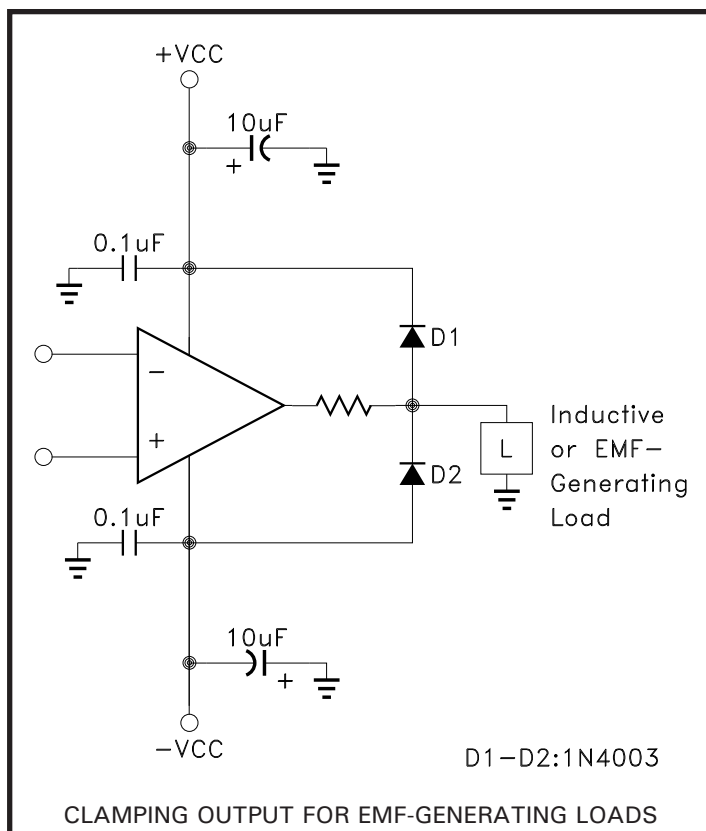 +VCC
10uF
+
0.1uF
D1
−
+
Inductive
or EMF−
Generating
Load
L
D2
0.1uF
10uF
+
−VCC
D1−D2:1N4003
CLAMPING OUTPUT FOR EMF-GENERATING LOADS